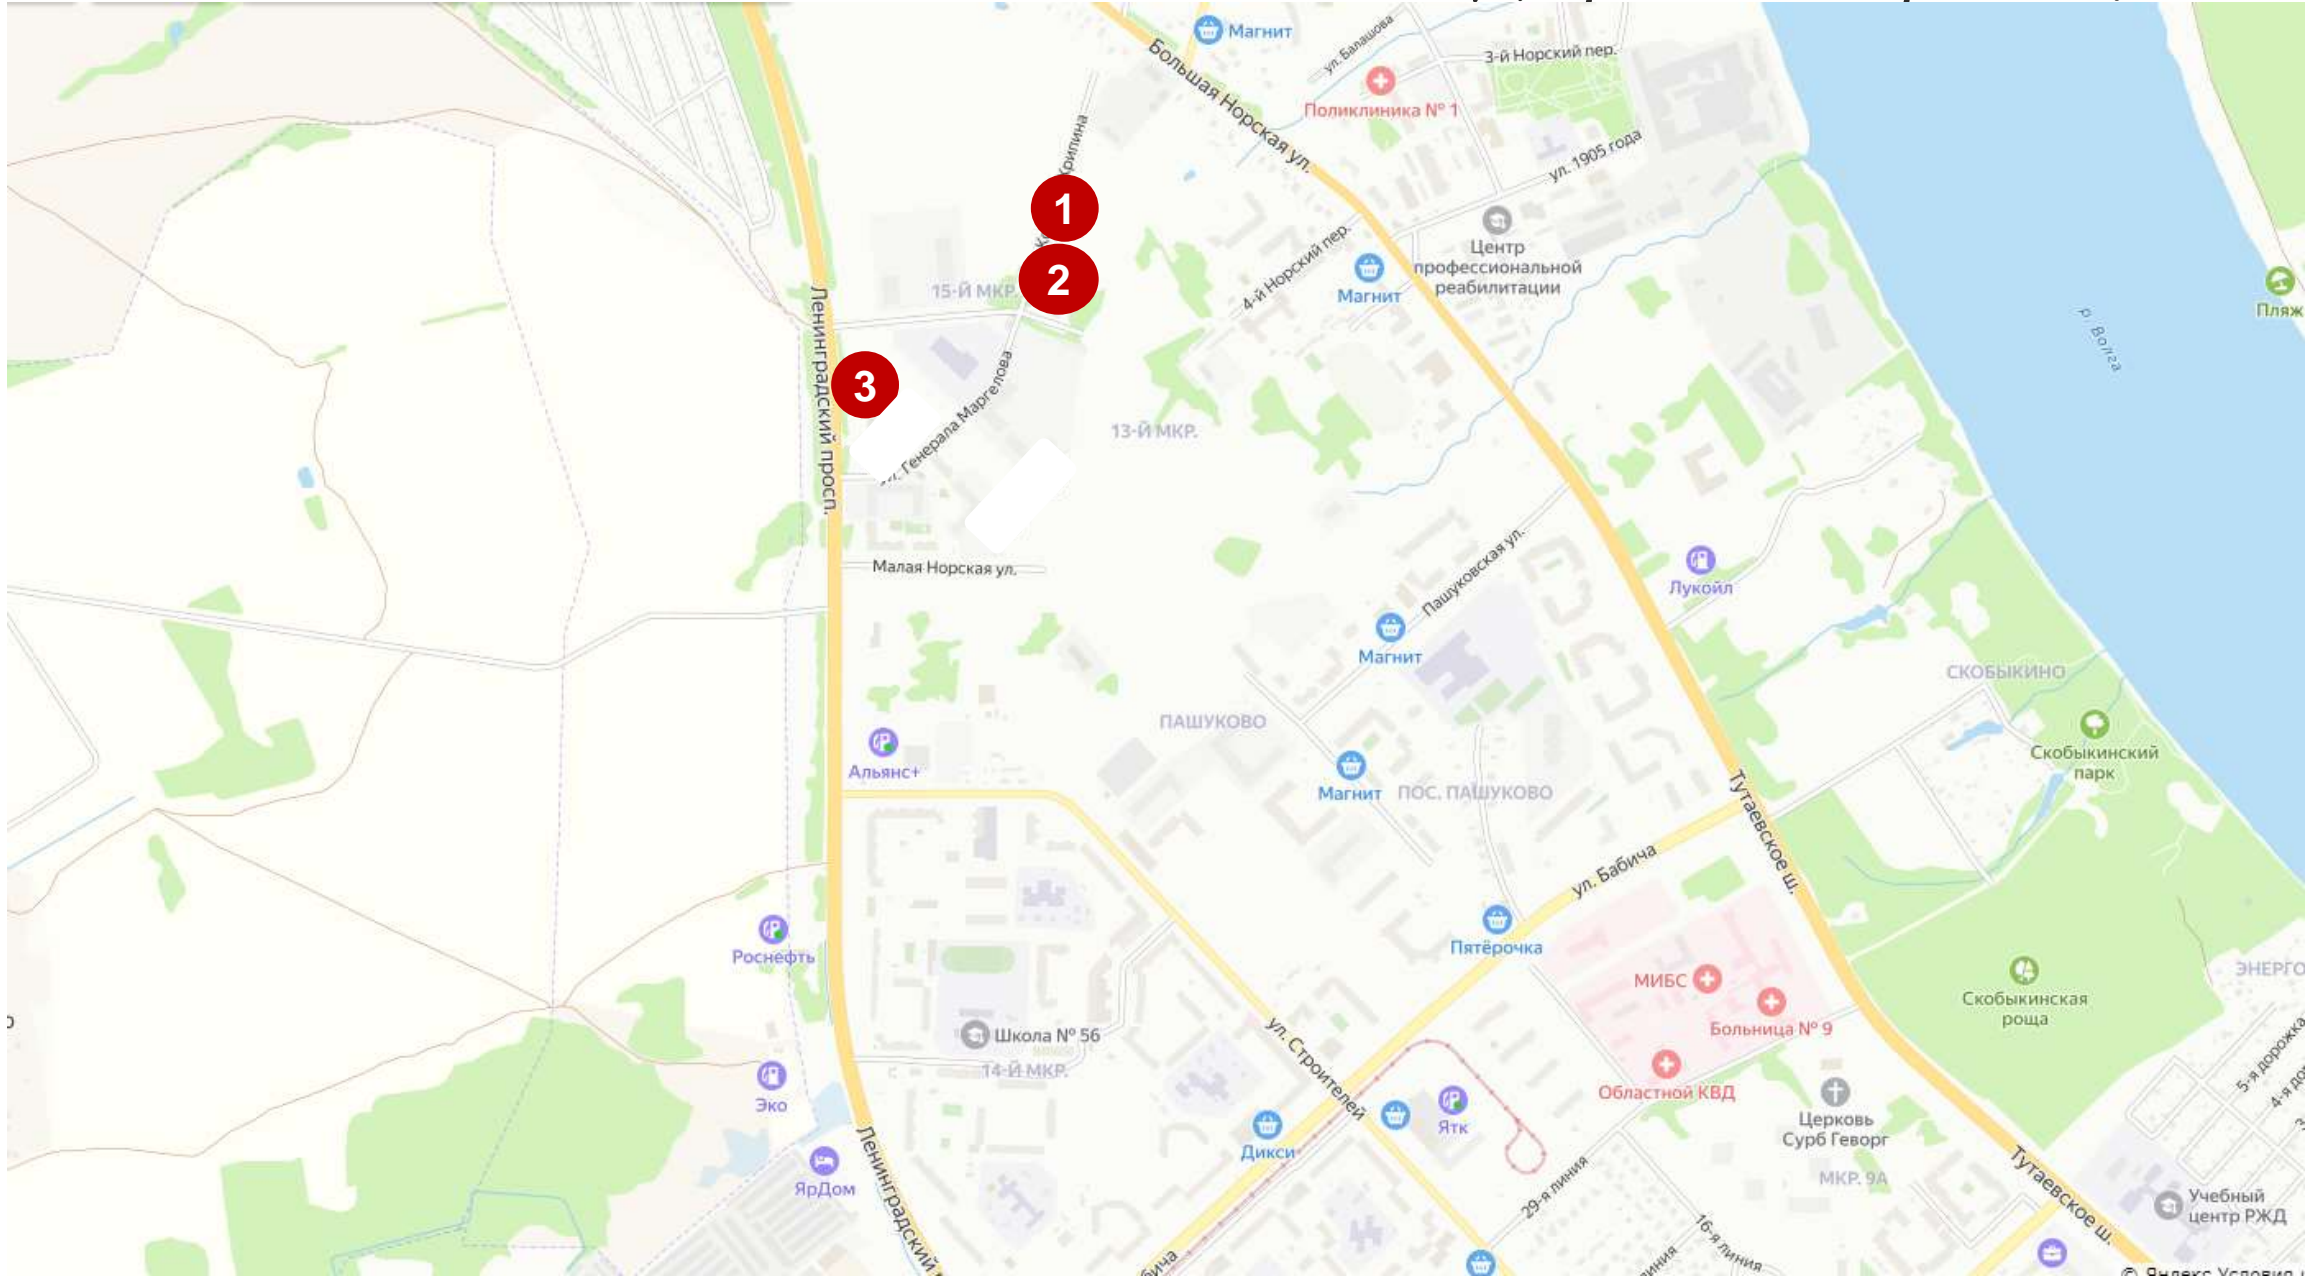 Магнит
ул. Балашова
3-й Норский пер.
Большая Норская ул.
Поликлиника № 1
ул. 1905 года
1
Центр
профессиональной
реабилитации
4-й Норский пер.
Магнит
2
15-Й МКР.
Ленинградский просп.
р. Волга
Пляж
3
ул. Генерала Маргелова
13-Й МКР.
Малая Норская ул.
Пашуковская ул.
Лукойл
Магнит
СКОБЫКИНО
ПАШУКОВО
Скобыкинский
парк
Альянс+
Магнит
ПОС. ПАШУКОВО
Тутаевское ш.
ул. Бабича
Пятёрочка
Роснефть
МИБС
Больница № 9
Скобыкинская
роща
ЭНЕРГО
Школа № 56
14-Й МКР.
ул. Строителей
Областной КВД
5-я дорожка
Эко
Ятк
Дикси
Церковь
Сурб Геворг
МКР. 9А
ЯрДом
Ленинградский
29-я линия
16-я линия
Тутаевское ш.
Учебный
центр РЖД
линия